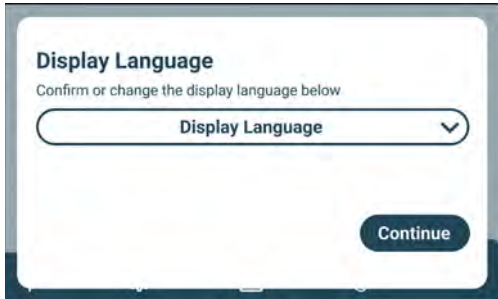 Display Language
Confirm or change the display language below
Display Language
Continue